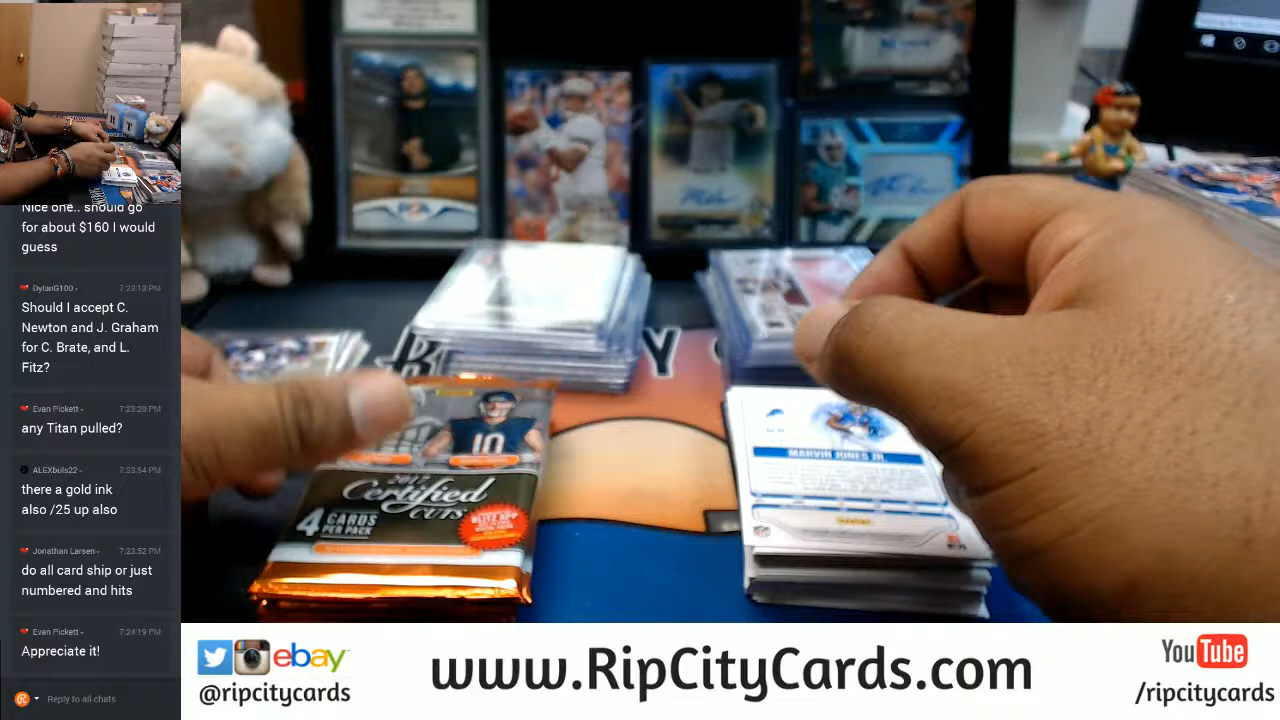 Nice one.. should go
for about $160 I would
guess
DylanG100
7:23:13 PM
Should I accept C.
Newton and J. Graham
for C. Brate, and L.
Fitz?
Evan Pickett
7:23:20 PM
any Titan pulled?
ALEXbuls22
7:23:54 PM
there a gold ink
also /25 up also
Jonathan Larsen
7:23:52 PM
do all card ship or just
numbered and hits
Evan Pickett
7:24:19 PM
Appreciate it!
Reply to all chats
10
2017
Certified
CUTS
4 CARDS
PER PACK
MARVIN JONES JR.
Y
ebay
@ripcitycards
www.RipCityCards.com
YouTube
/ripcitycards